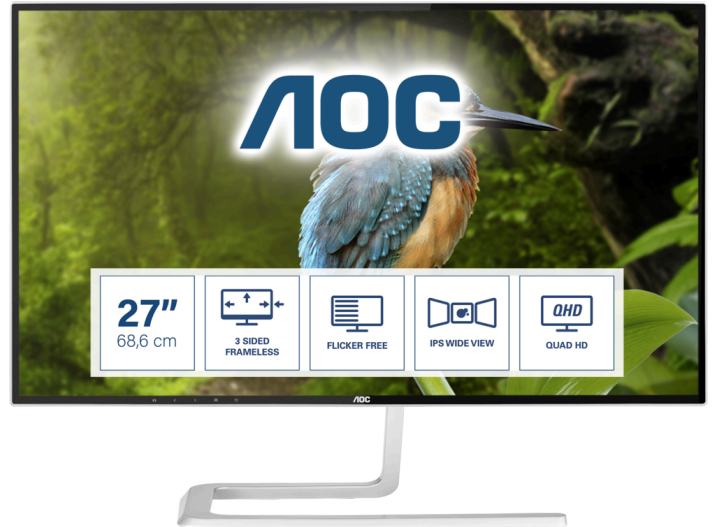 AOC
27"
68,6 cm
3 SIDED
FRAMELESS
FLICKER FREE
IPS WIDE VIEW
QHD
QUAD HD
AOC